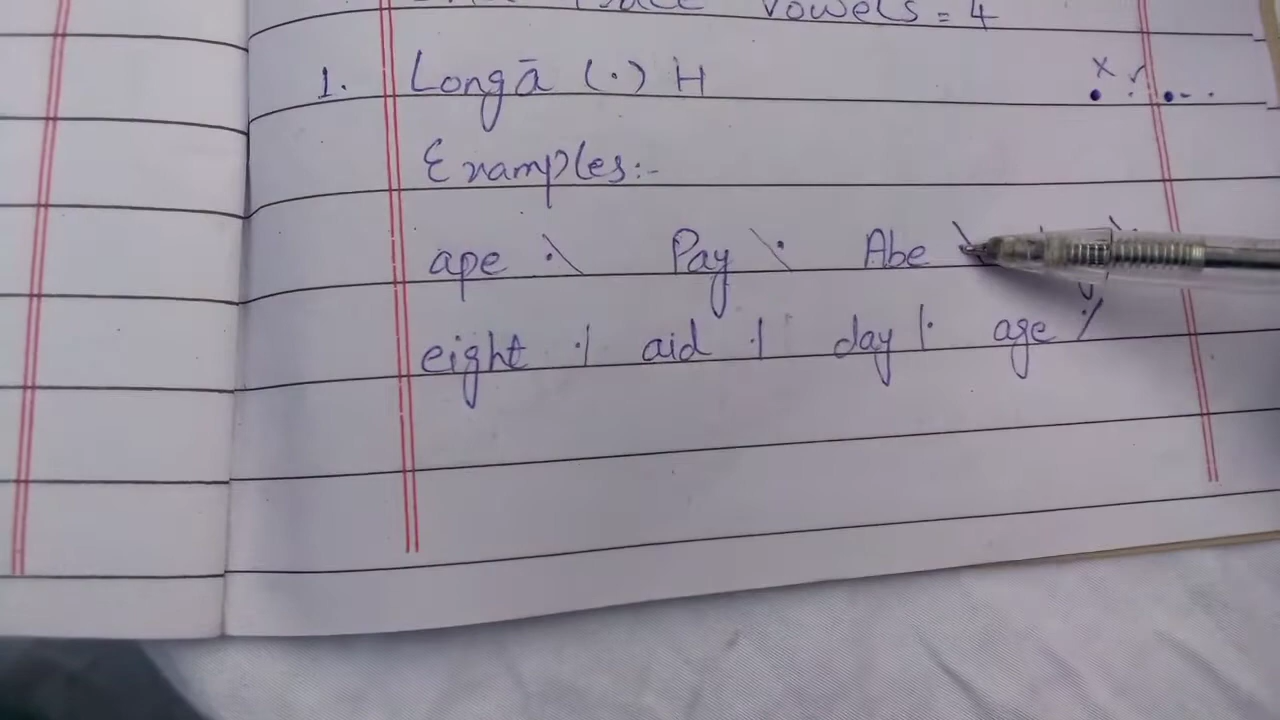 Vowels = 4
1. Long ā (·) H
Examples:-
ape Pay Abe
eight aid day age